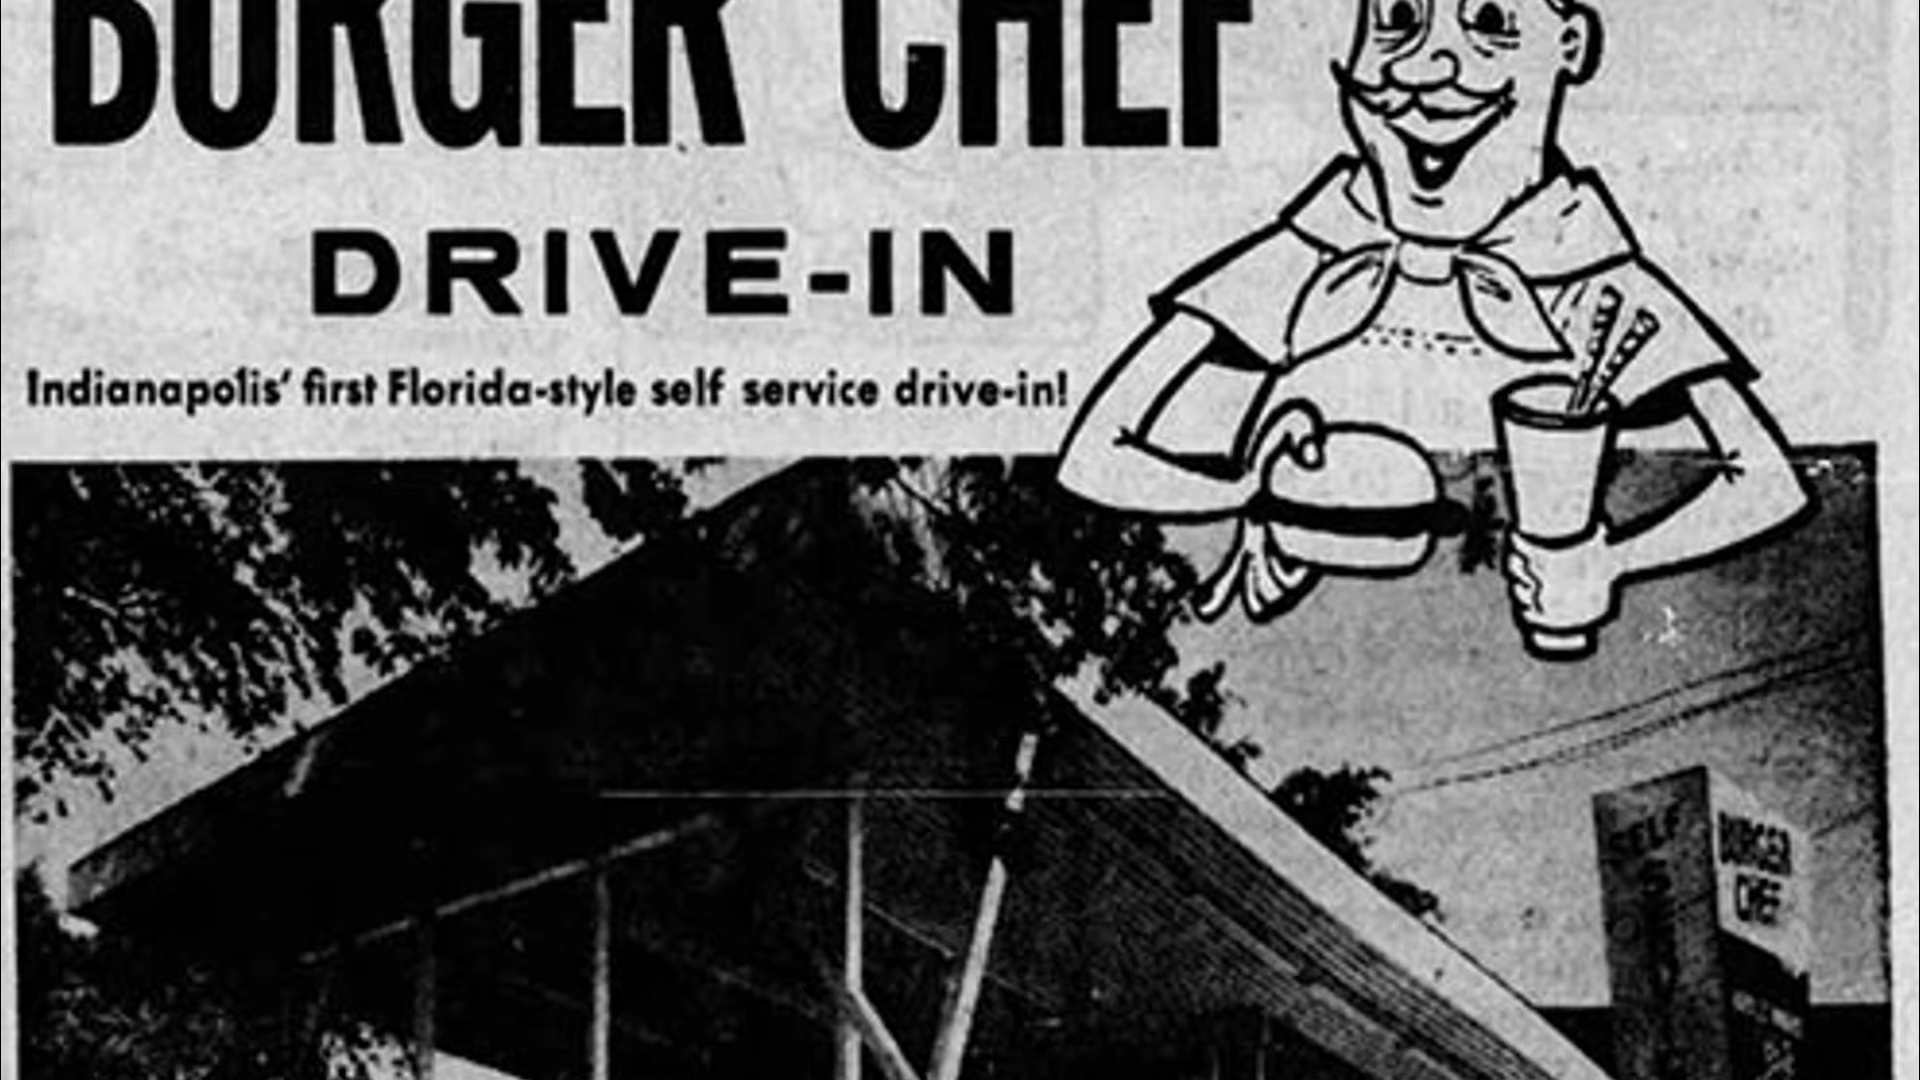 BURGER CHEF
DRIVE-IN
Indianapolis' first Florida-style self service drive-in!
SELF
BURGER
CHEF